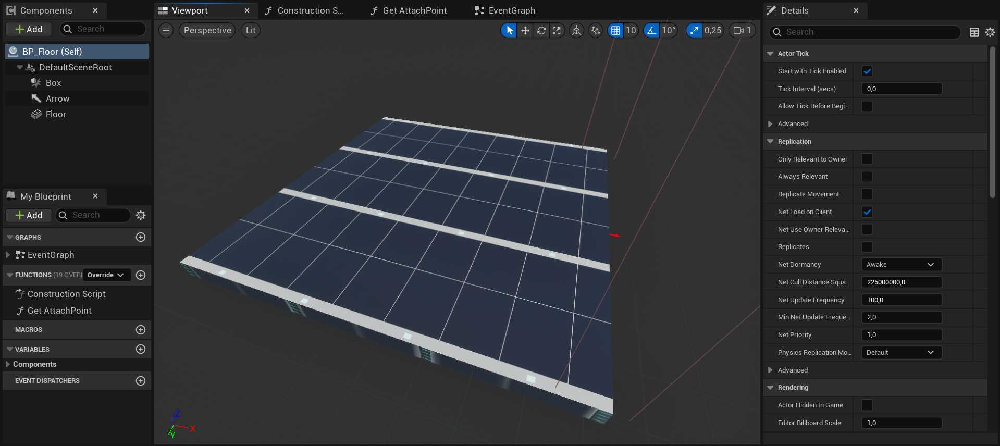 Components
Add
Search
BP_Floor (Self)
DefaultSceneRoot
Box
Arrow
Floor
My Blueprint
Add
Search
GRAPHS
EventGraph
FUNCTIONS (19 OVERI
Override
Construction Script
Get AttachPoint
MACROS
VARIABLES
Components
EVENT DISPATCHERS
Viewport
Construction S...
Get AttachPoint
EventGraph
Perspective
Lit
10
10°
0,25
1
Z
X
Y
Details
Search
Actor Tick
Start with Tick Enabled
Tick Interval (secs) 0,0
Allow Tick Before Begi...
Advanced
Replication
Only Relevant to Owner
Always Relevant
Replicate Movement
Net Load on Client
Net Use Owner Releva...
Replicates
Net Dormancy Awake
Net Cull Distance Squa... 225000000,0
Net Update Frequency 100,0
Min Net Update Freque... 2,0
Net Priority 1,0
Physics Replication Mo... Default
Advanced
Rendering
Actor Hidden In Game
Editor Billboard Scale 1,0